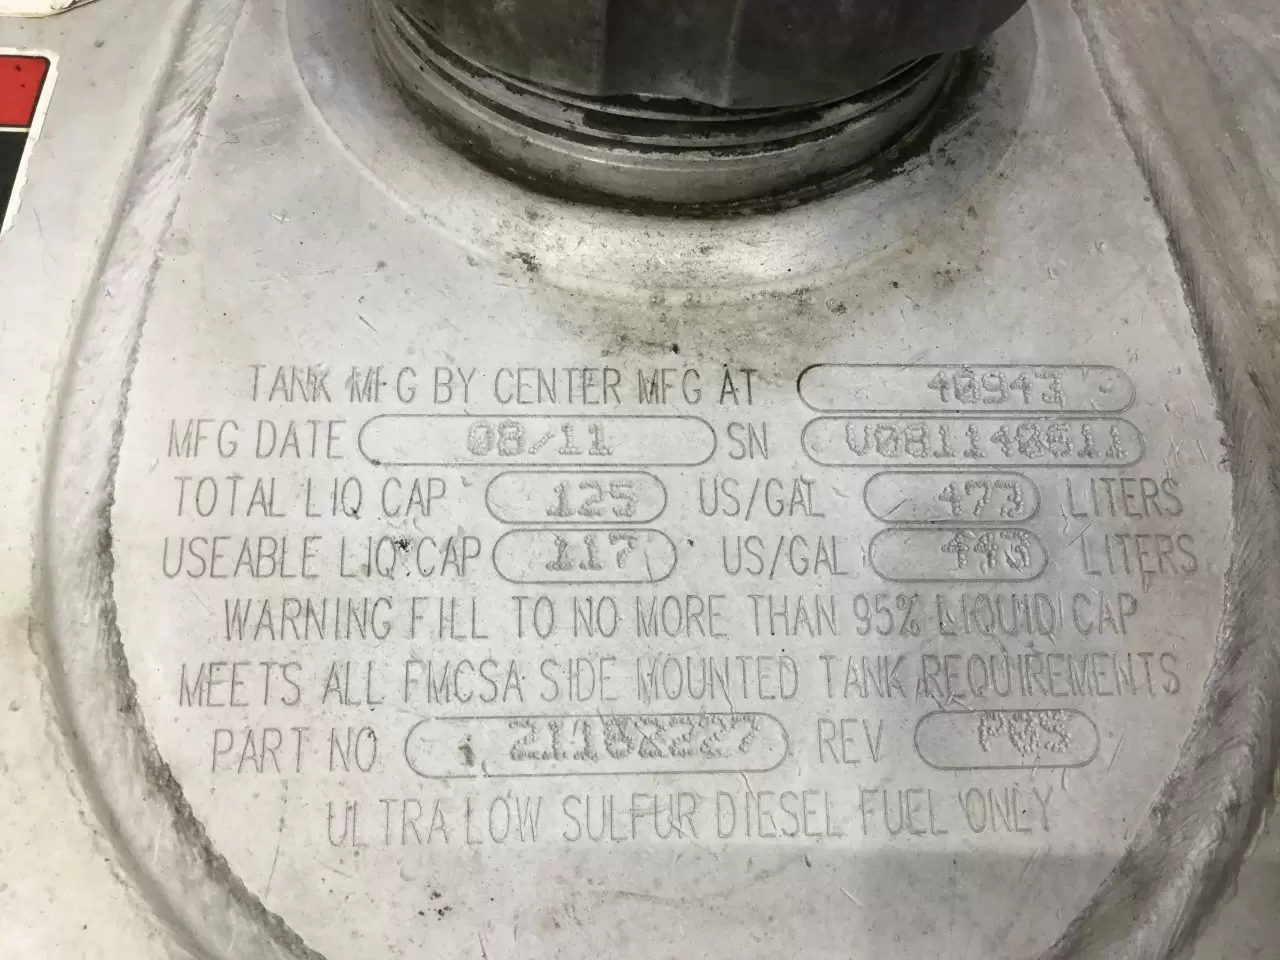 TANK MFG BY CENTER MFG AT 40943
MFG DATE 08/11 SN V081140611
TOTAL LIQ CAP 125 US/GAL 473 LITERS
USEABLE LIQ CAP 117 US/GAL 443 LITERS
WARNING FILL TO NO MORE THAN 95% LIQUID CAP
MEETS ALL FMCSA SIDE MOUNTED TANK REQUIREMENTS
PART NO REV P03
ULTRA LOW SULFUR DIESEL FUEL ONLY